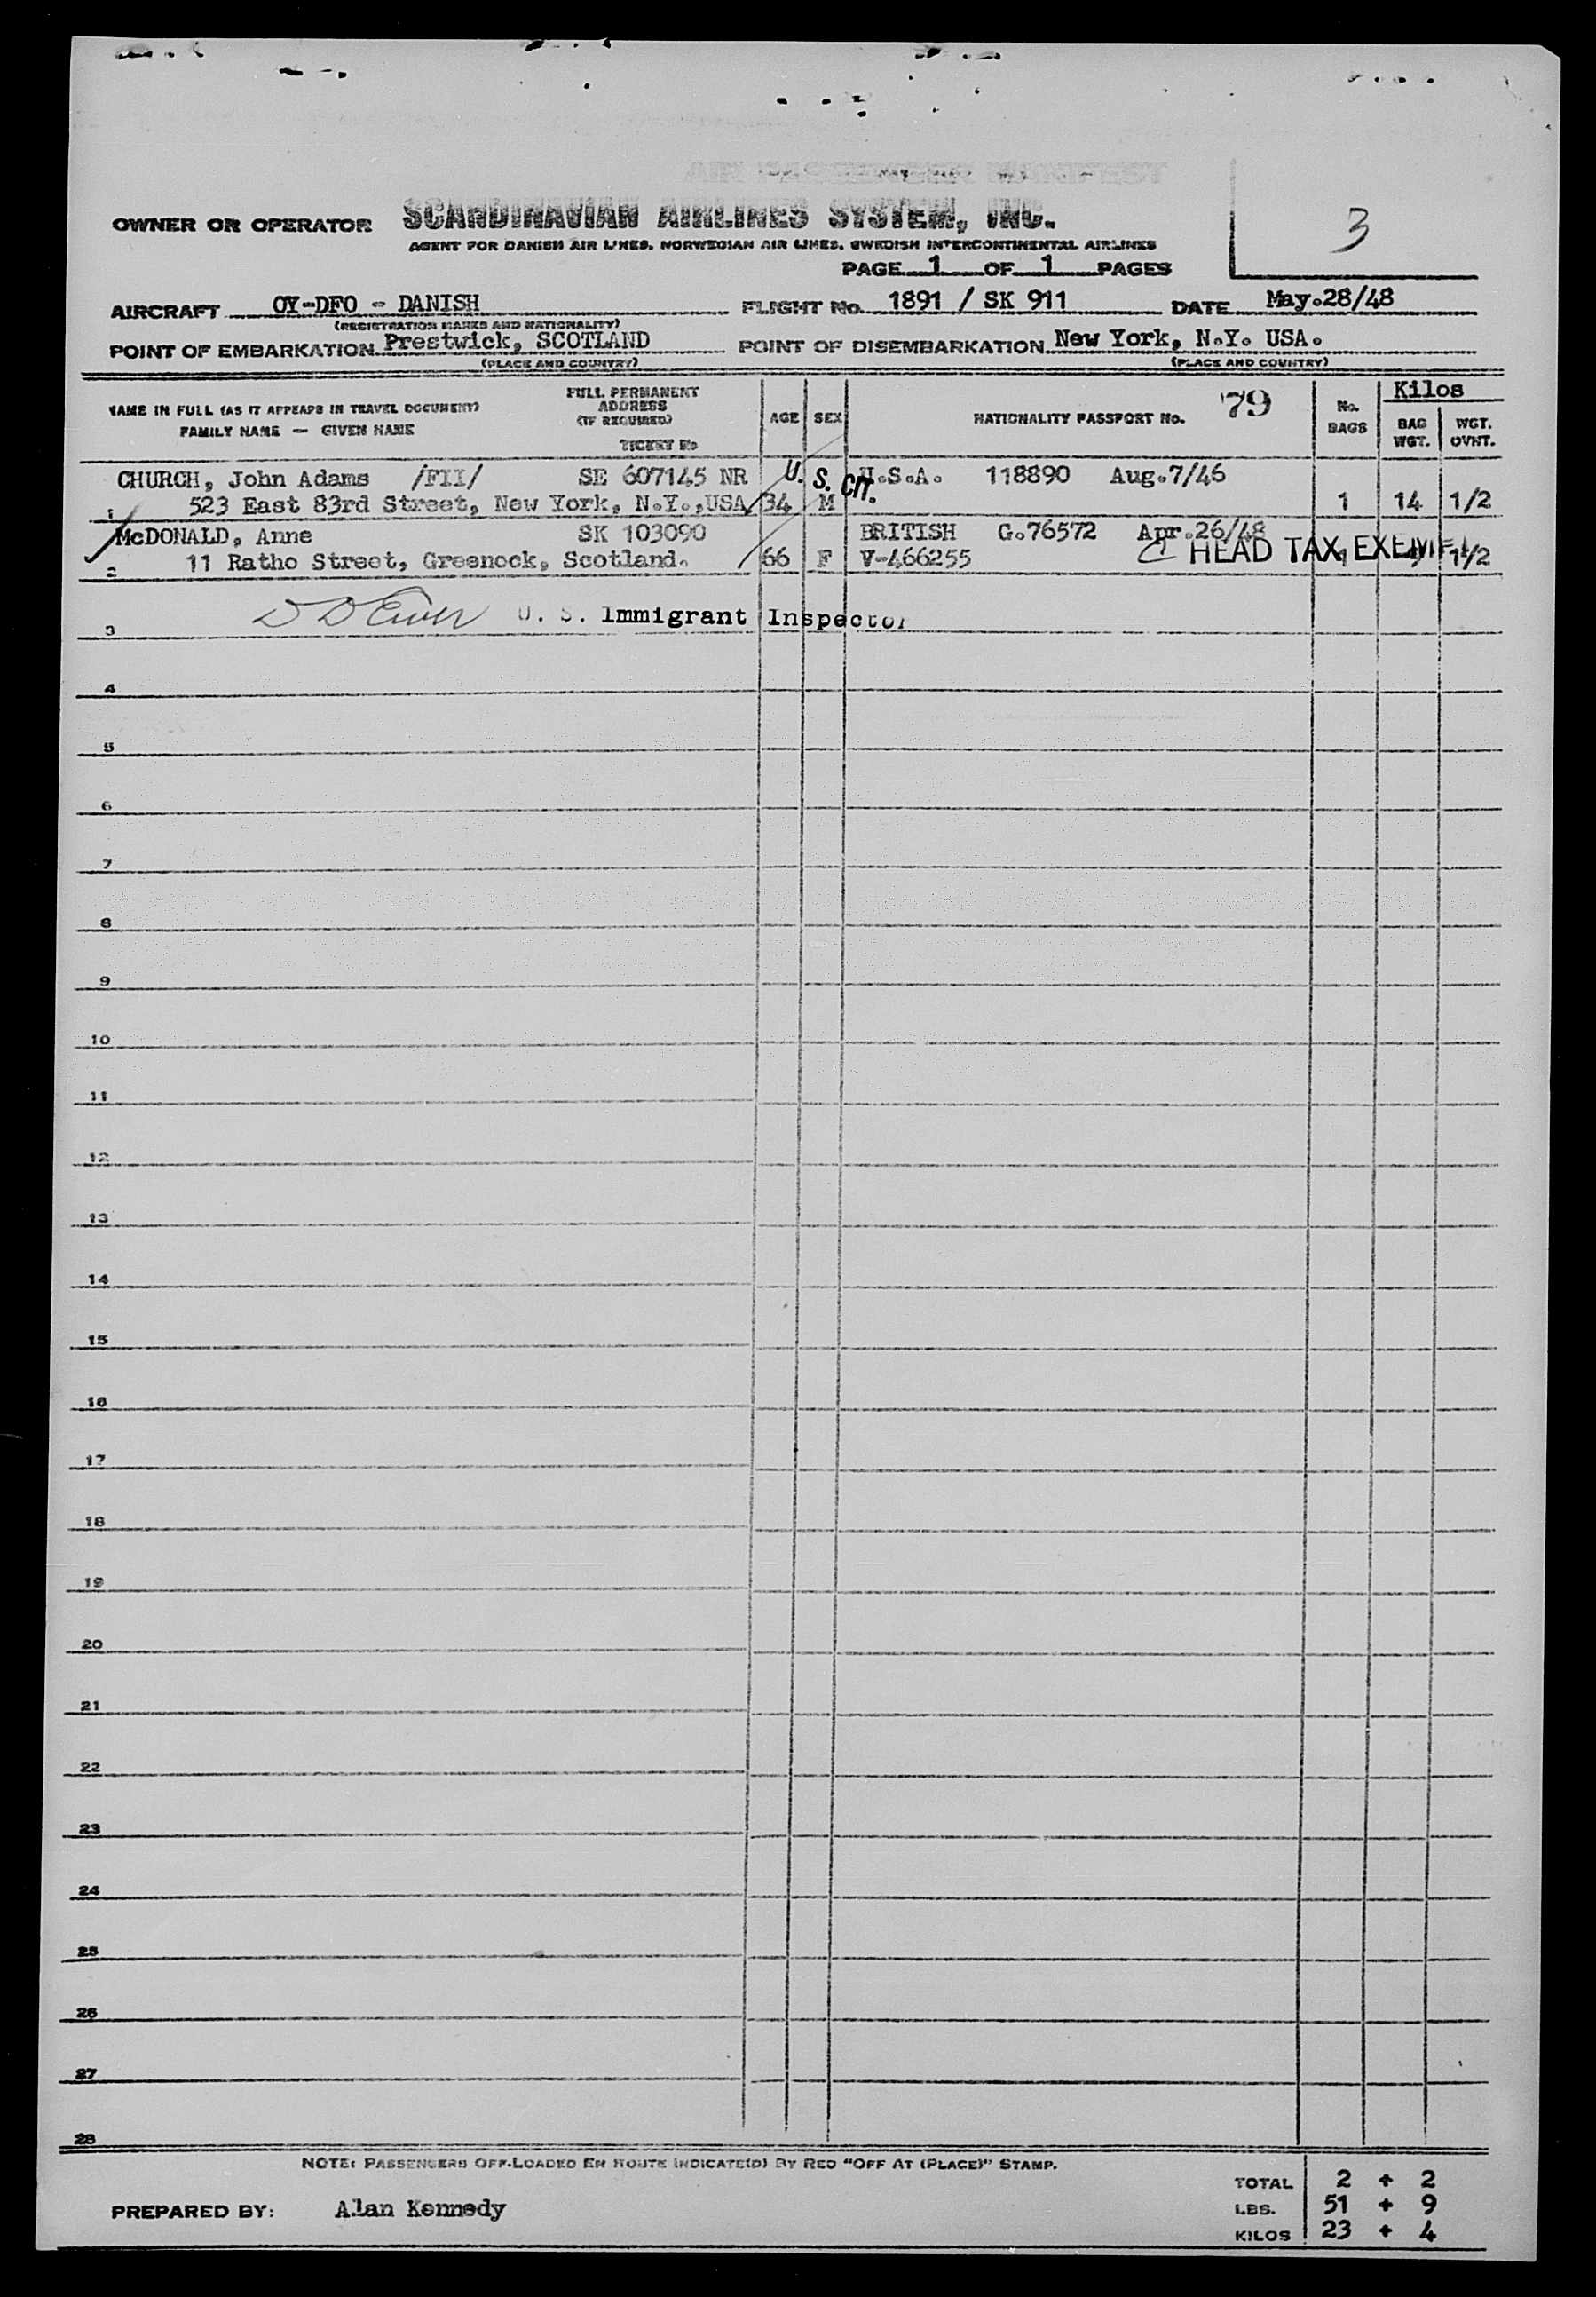 OWNER OR OPERATOR SCANDINAVIAN AIRLINES SYSTEM, INC.
3
AGENT FOR DANISH AIR LINES, NORWEGIAN AIR LINES, SWEDISH INTERCONTINENTAL AIRLINES
PAGE 1 OF 1 PAGES
AIRCRAFT OY-DFO - DANISH FLIGHT No. 1891 / SK 911 DATE May.28/48
(REGISTRATION MARKS AND NATIONALITY)
POINT OF EMBARKATION Prestwick, SCOTLAND POINT OF DISEMBARKATION New York, N.Y. USA.
(PLACE AND COUNTRY) (PLACE AND COUNTRY)
NAME IN FULL (AS IT APPEARS IN TRAVEL DOCUMENT)
FAMILY NAME — GIVEN NAME
FULL PERMANENT
ADDRESS
(IF REQUIRED)
TICKET No
AGE SEX NATIONALITY PASSPORT No. 79
No.
BAGS
Kilos
BAG
WGT.
WGT.
OVHT.
CHURCH, John Adams /FII/ SE 607145 NR U. S. CIT. U.S.A. 118890 Aug.7/46
1 523 East 83rd Street, New York, N.Y.,USA 34 M 1 14 1/2
McDONALD, Anne SK 103090 BRITISH G.76572 Apr.26/48
2 11 Ratho Street, Greenock, Scotland. 66 F V-466255 HEAD TAX EXEMPT 1 9 1/2
3 U. S. Immigrant Inspector
4
5
6
7
8
9
10
11
12
13
14
15
16
17
18
19
20
21
22
23
24
25
26
27
28
NOTE: PASSENGERS OFF-LOADED EN ROUTE INDICATE(D) BY RED "OFF AT (PLACE)" STAMP.
TOTAL 2 + 2
PREPARED BY: Alan Kennedy
LBS. 51 + 9
KILOS 23 + 4